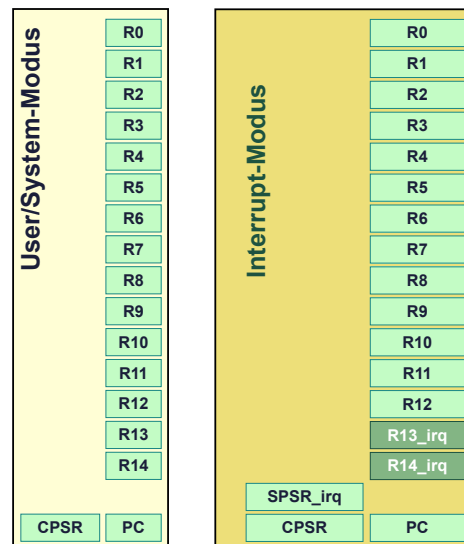 User/System-Modus
R0
R1
R2
R3
R4
R5
R6
R7
R8
R9
R10
R11
R12
R13
R14
CPSR PC
Interrupt-Modus
R0
R1
R2
R3
R4
R5
R6
R7
R8
R9
R10
R11
R12
R13_irq
R14_irq
SPSR_irq
CPSR PC